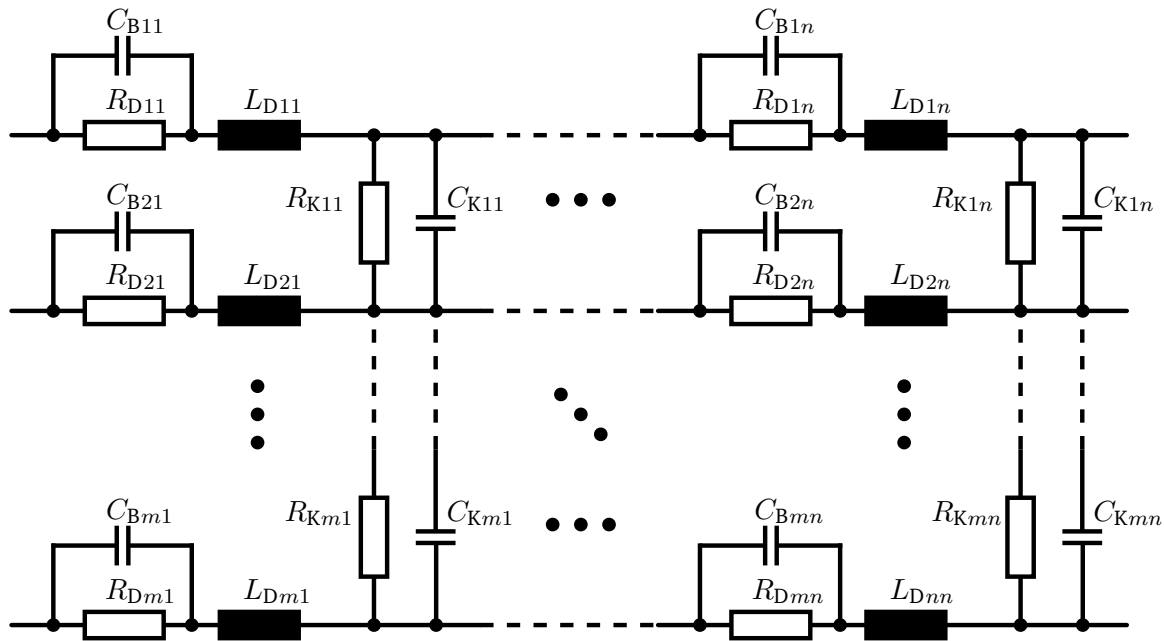 C_B11 C_B1n
R_D11 L_D11 R_D1n L_D1n
R_K11 C_K11 R_K1n C_K1n
C_B21 C_B2n
R_D21 L_D21 R_D2n L_D2n
R_Km1 C_Km1 R_Kmn C_Kmn
C_Bm1 C_Bmn
R_Dm1 L_Dm1 R_Dmn L_Dnn